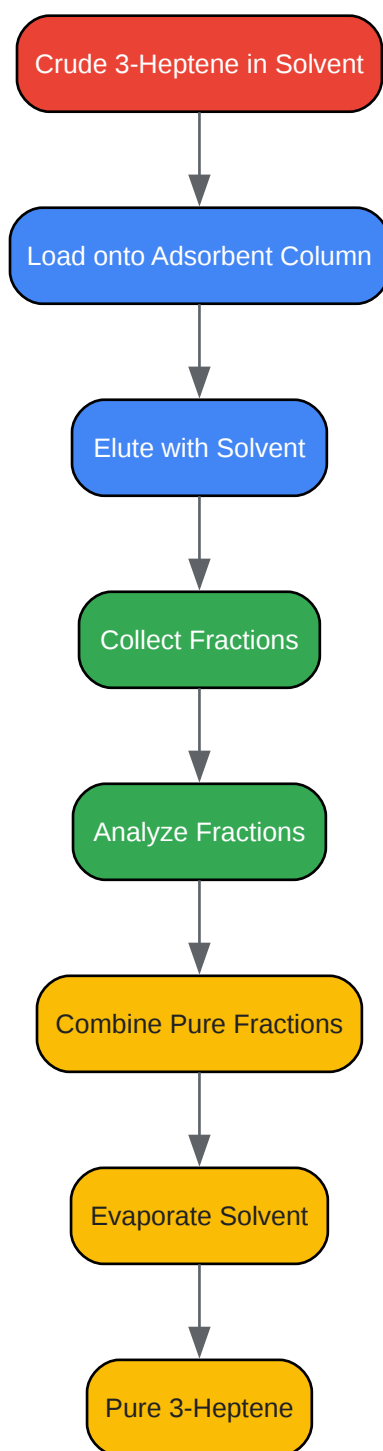 Crude 3-Heptene in Solvent
Load onto Adsorbent Column
Elute with Solvent
Collect Fractions
Analyze Fractions
Combine Pure Fractions
Evaporate Solvent
Pure 3-Heptene